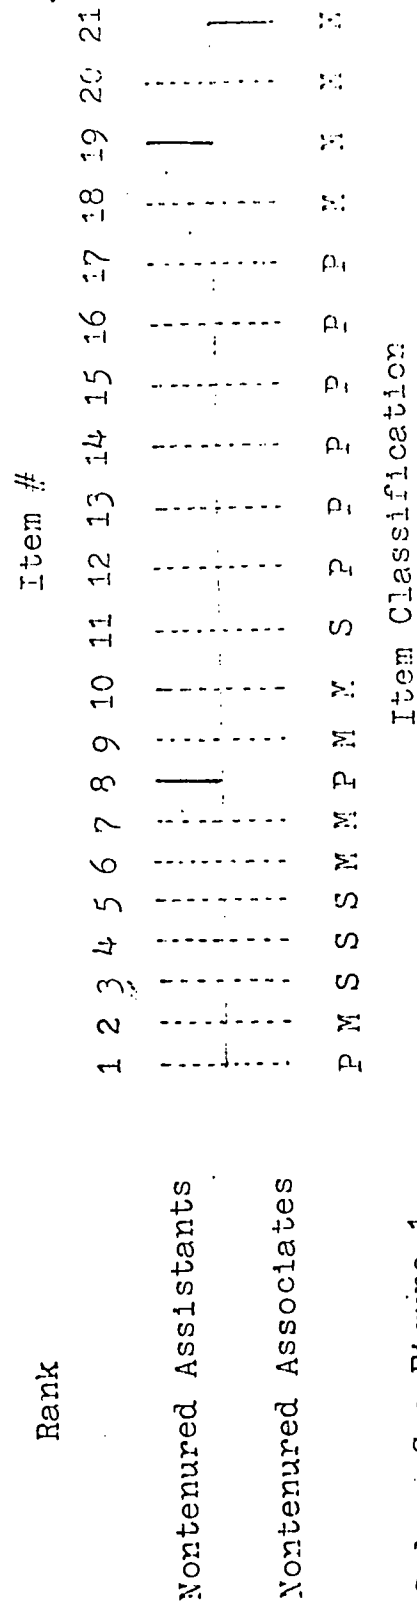 Item #
Rank
1 2 3 4 5 6 7 8 9 10 11 12 13 14 15 16 17 18 19 20 21
Nontenured Assistants
Nontenured Associates
P M S S S M M P M M S P P P P P P M M M M
Item Classification